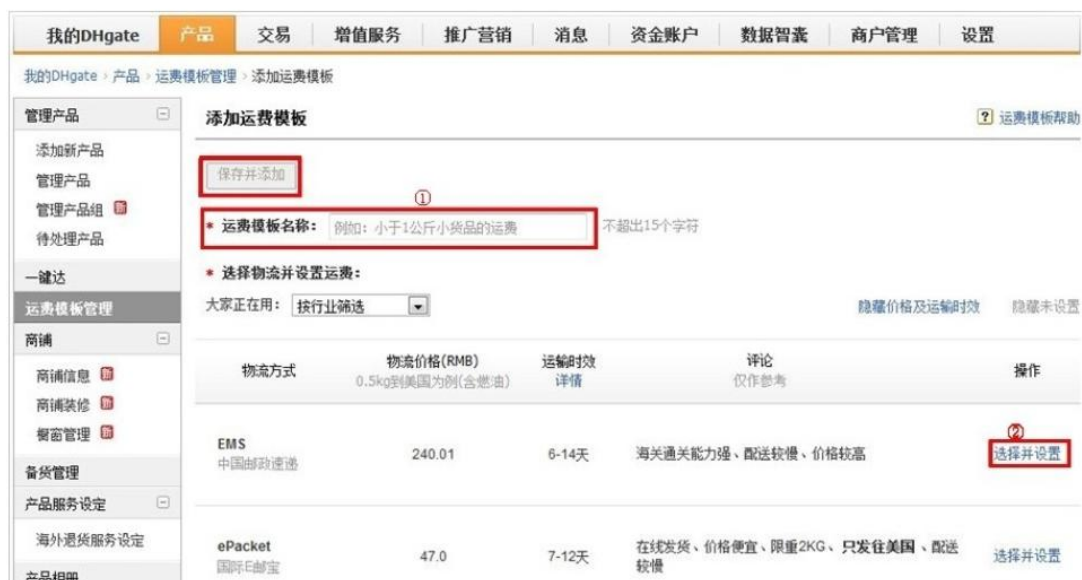 我的DHgate 产品 交易 增值服务 推广营销 消息 资金账户 数据智囊 商户管理 设置
我的DHgate > 产品 > 运费模板管理 > 添加运费模板
管理产品
添加新产品
管理产品
管理产品组 新
待处理产品
一键达
运费模板管理
商铺
商铺信息 新
商铺装修 新
橱窗管理 新
备货管理
产品服务设定
海外退货服务设定
产品相册
添加运费模板
? 运费模板帮助
保存并添加
①
* 运费模板名称: 例如: 小于1公斤小货品的运费 不超出15个字符
* 选择物流并设置运费:
大家正在用: 按行业筛选 隐藏价格及运输时效 隐藏未设置
物流方式 物流价格(RMB) 运输时效 评论 操作
0.5kg到美国为例(含燃油) 详情 仅作参考
②
EMS 240.01 6-14天 海关通关能力强、配送较慢、价格较高 选择并设置
中国邮政速递
ePacket 47.0 7-12天 在线发货、价格便宜、限重2KG、只发往美国、配送 选择并设置
国际E邮宝 较慢